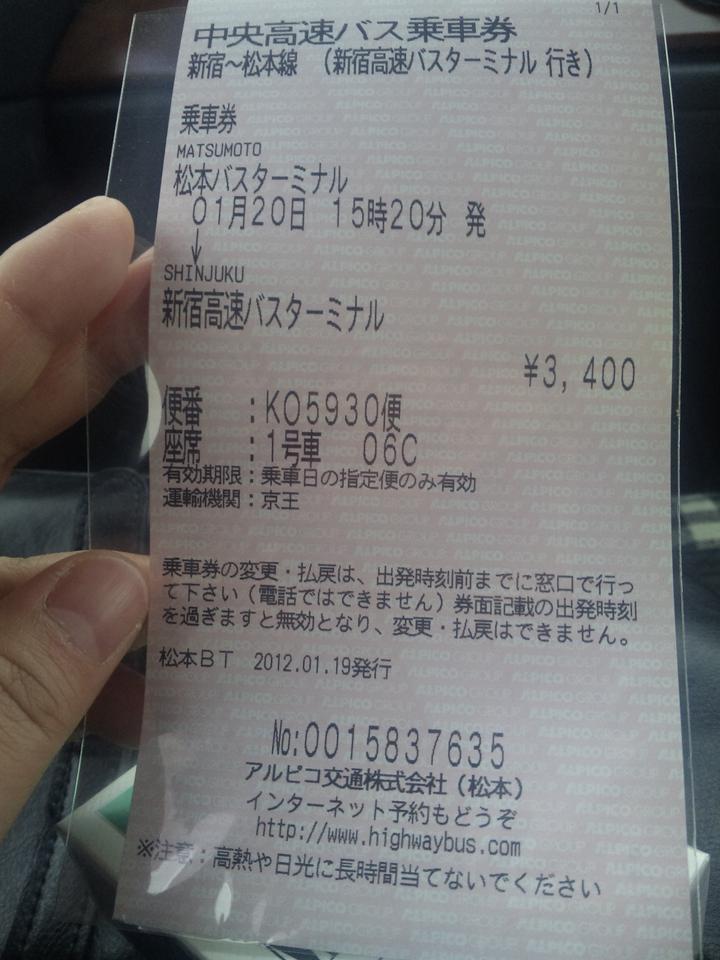 1/1
中央高速バス乗車券
新宿～松本線 （新宿高速バスターミナル 行き）
乗車券
MATSUMOTO
松本バスターミナル
01月20日 15時20分 発
↓
SHINJUKU
新宿高速バスターミナル
¥3,400
便番 ：KO5930便
座席 ：1号車 06C
有効期限：乗車日の指定便のみ有効
運輸機関：京王
乗車券の変更・払戻は、出発時刻前までに窓口で行っ
て下さい（電話ではできません）券面記載の出発時刻
を過ぎますと無効となり、変更・払戻はできません。
松本BT 2012.01.19発行
No:0015837635
アルピコ交通株式会社（松本）
インターネット予約もどうぞ
http://www.highwaybus.com
※注意：高熱や日光に長時間当てないでください
ALPICO GROUP